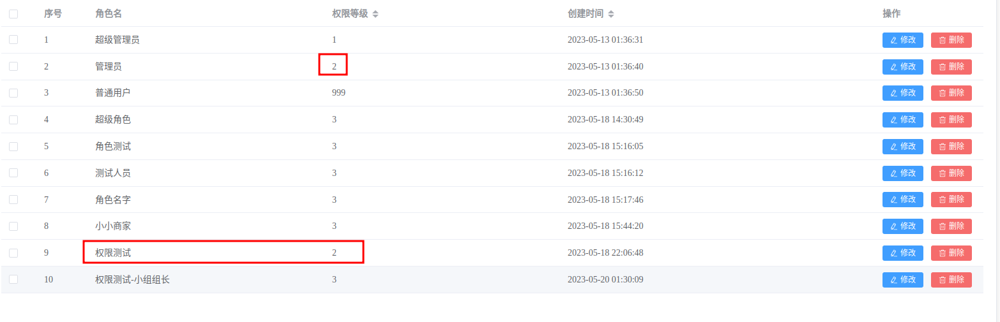 序号 角色名 权限等级 创建时间 操作
1 超级管理员 1 2023-05-13 01:36:31 修改 删除
2 管理员 2 2023-05-13 01:36:40 修改 删除
3 普通用户 999 2023-05-13 01:36:50 修改 删除
4 超级角色 3 2023-05-18 14:30:49 修改 删除
5 角色测试 3 2023-05-18 15:16:05 修改 删除
6 测试人员 3 2023-05-18 15:16:12 修改 删除
7 角色名字 3 2023-05-18 15:17:46 修改 删除
8 小小商家 3 2023-05-18 15:44:20 修改 删除
9 权限测试 2 2023-05-18 22:06:48 修改 删除
10 权限测试-小组组长 3 2023-05-20 01:30:09 修改 删除